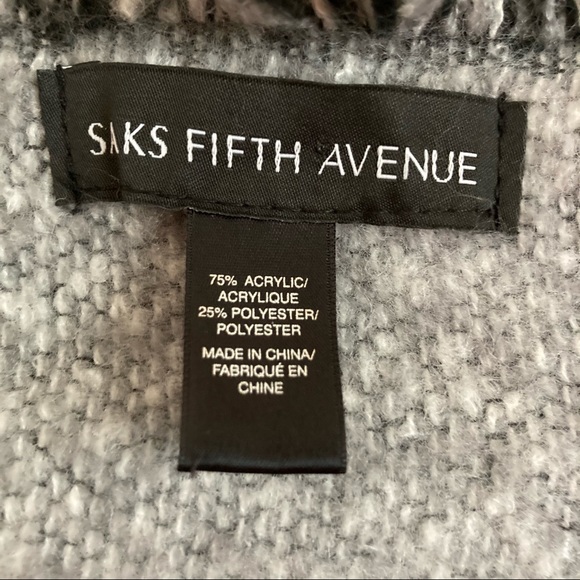 SAKS FIFTH AVENUE
75% ACRYLIC/
ACRYLIQUE
25% POLYESTER/
POLYESTER
MADE IN CHINA/
FABRIQUÉ EN
CHINE